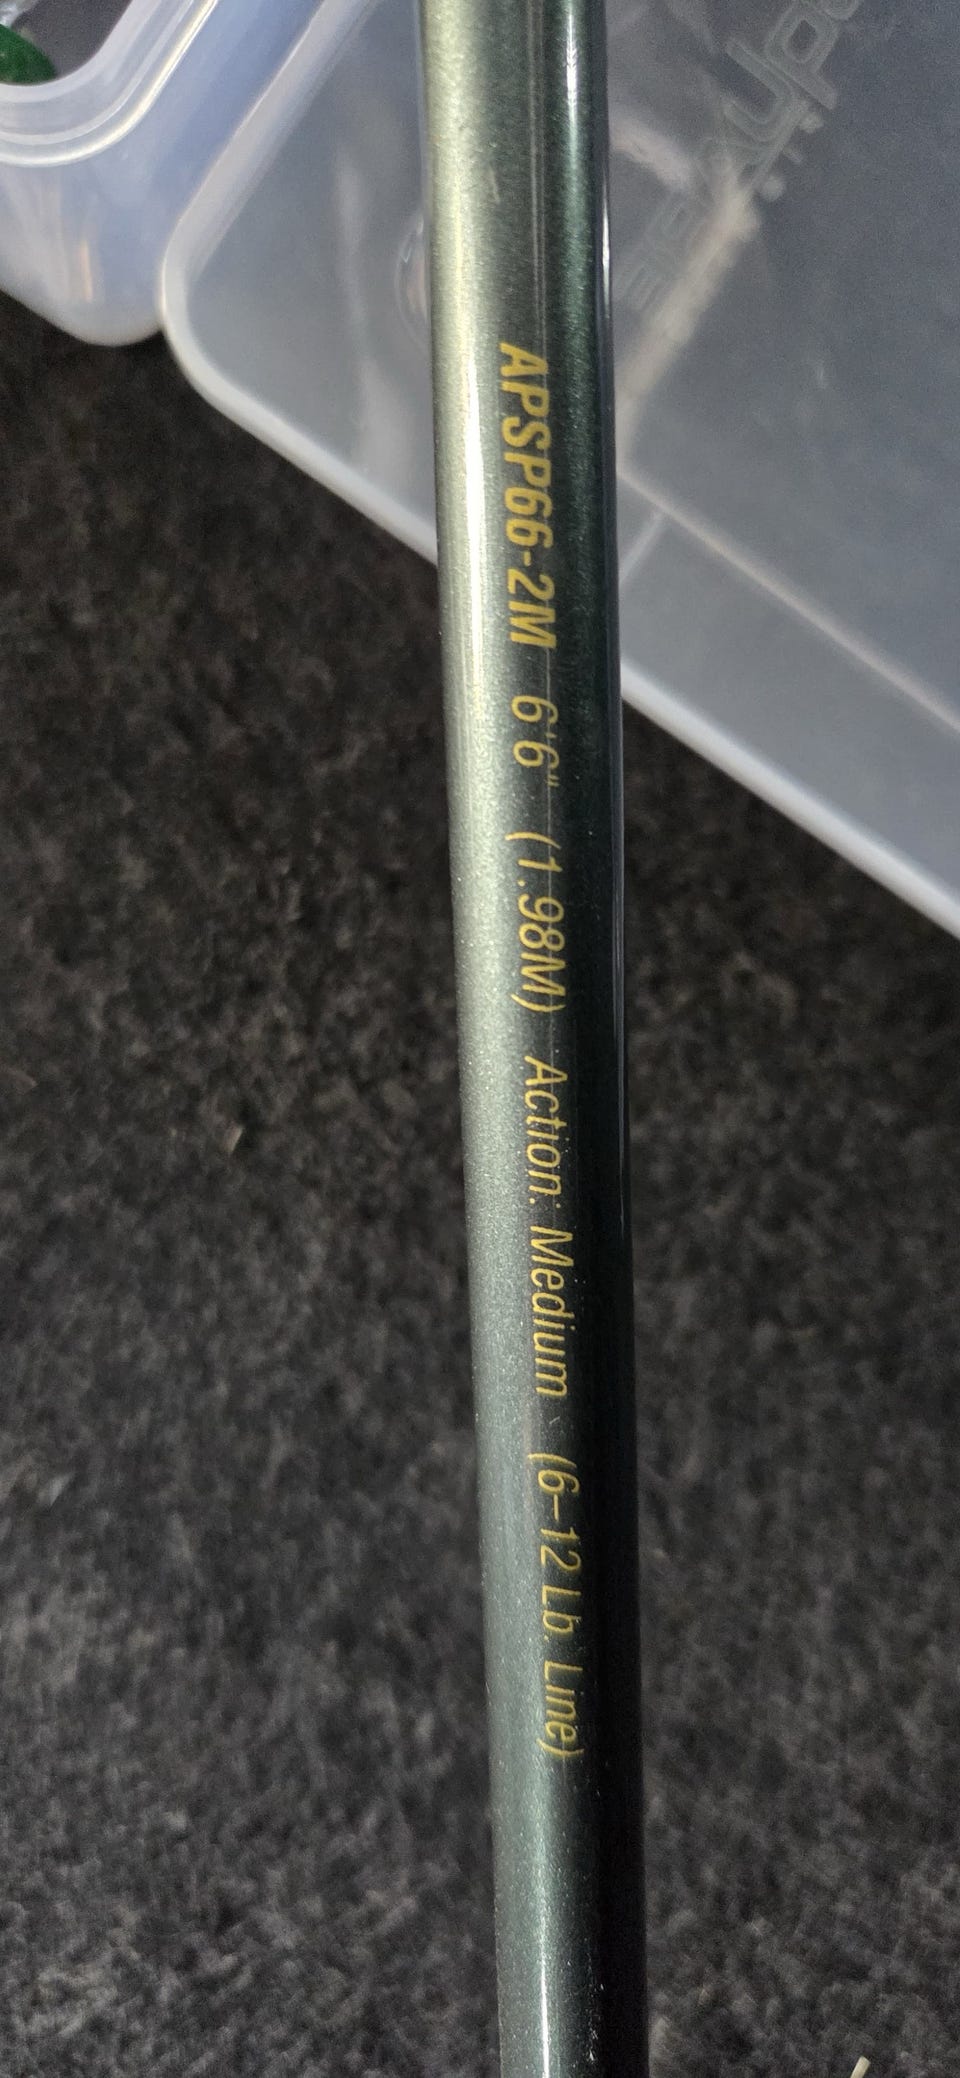 APSP66-2M 6'6" (1.98M) Action: Medium (6-12 Lb. Line)